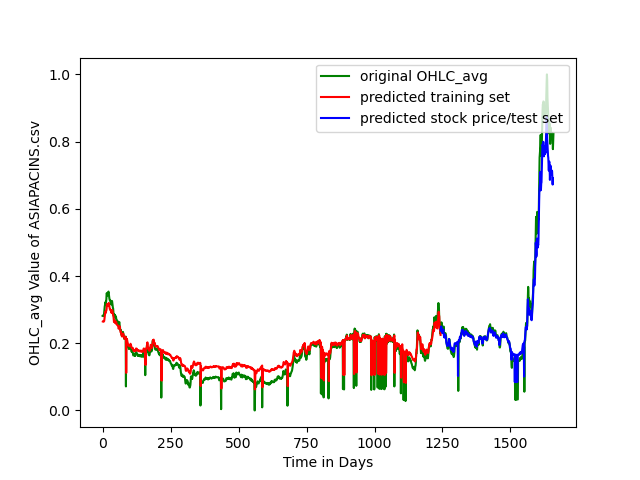 original OHLC_avg
predicted training set
predicted stock price/test set
OHLC_avg Value of ASIAPACINS.csv
1.0
0.8
0.6
0.4
0.2
0.0
0 250 500 750 1000 1250 1500
Time in Days